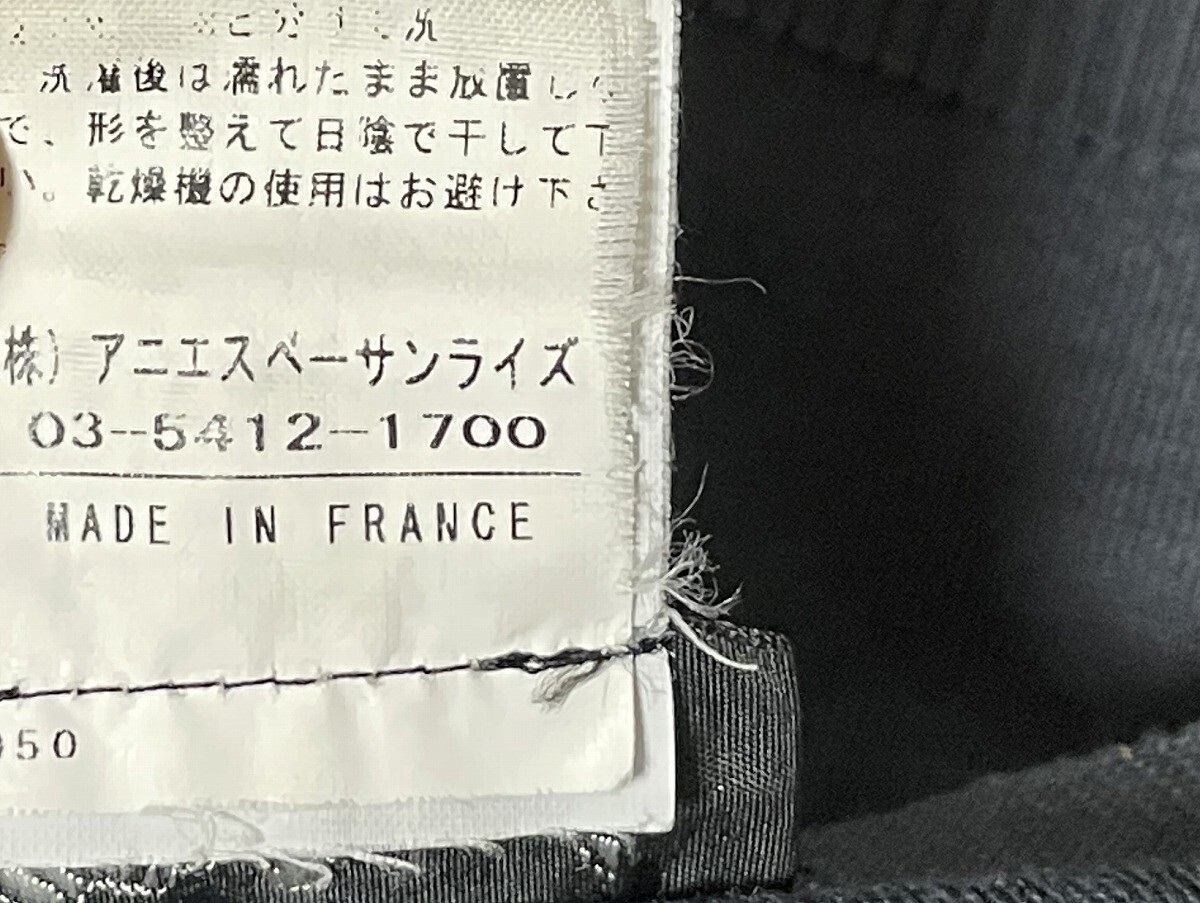 洗
洗濯後は濡れたまま放置し
で、形を整えて日陰で干して下
い。乾燥機の使用はお避け下さ
株）アニエスベーサンライズ
03-5412-1700
MADE IN FRANCE
050